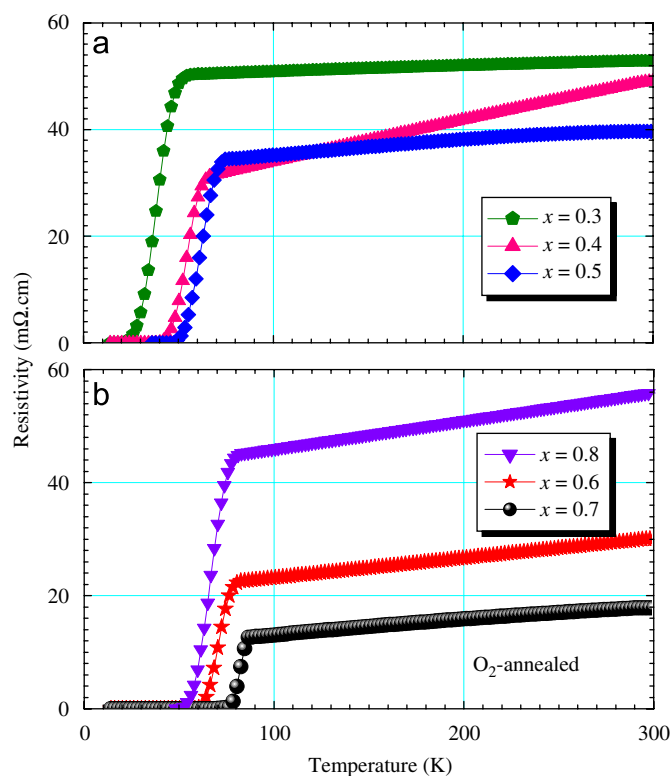 a
60
40
20
0
x = 0.3
x = 0.4
x = 0.5
Resistivity (mΩ.cm)
b
60
40
20
0
x = 0.8
x = 0.6
x = 0.7
O₂-annealed
0 100 200 300
Temperature (K)